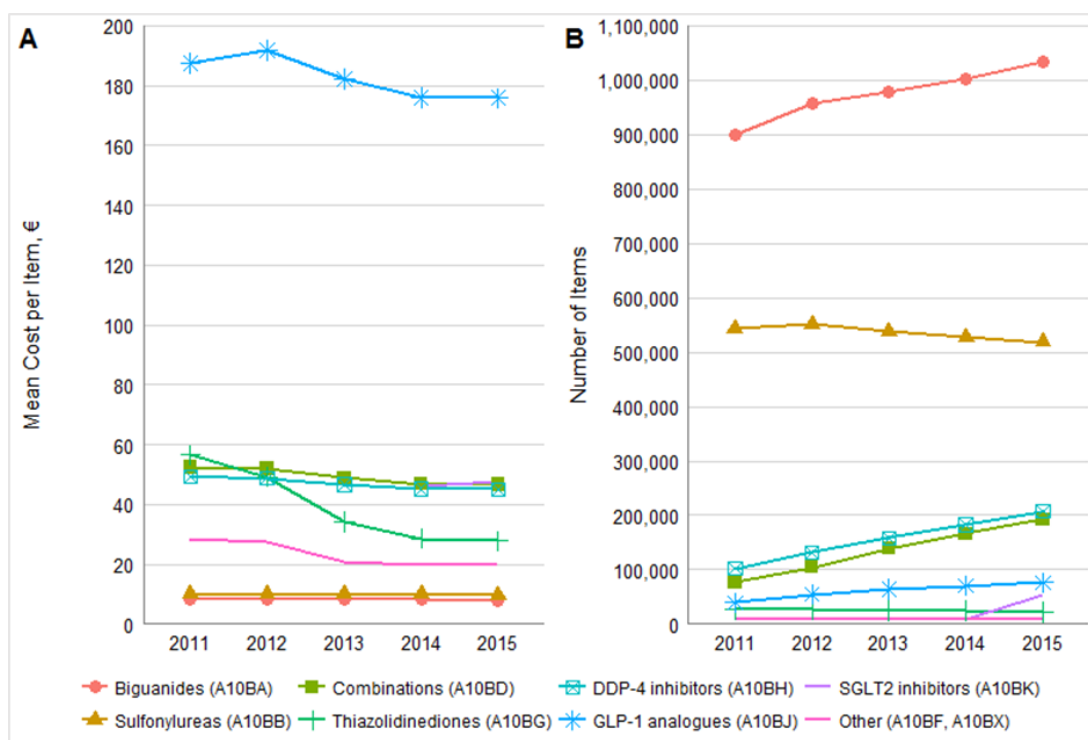 A
B
Mean Cost per Item, €
200
180
160
140
120
100
80
60
40
20
0
2011 2012 2013 2014 2015
Number of Items
1,100,000
1,000,000
900,000
800,000
700,000
600,000
500,000
400,000
300,000
200,000
100,000
0
2011 2012 2013 2014 2015
Biguanides (A10BA) Combinations (A10BD) DDP-4 inhibitors (A10BH) SGLT2 inhibitors (A10BK)
Sulfonylureas (A10BB) Thiazolidinediones (A10BG) GLP-1 analogues (A10BJ) Other (A10BF, A10BX)